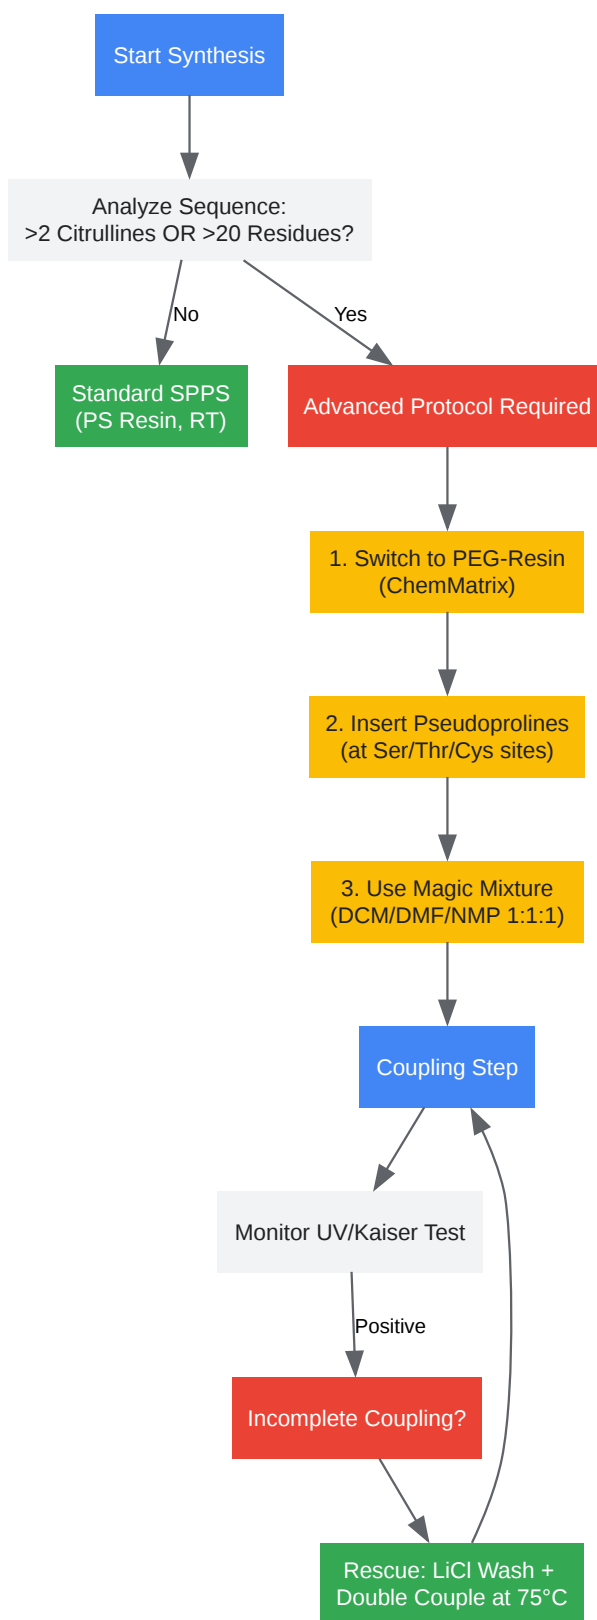 Start Synthesis
Analyze Sequence:
>2 Citrullines OR >20 Residues?
No
Yes
Standard SPPS
(PS Resin, RT)
Advanced Protocol Required
1. Switch to PEG-Resin
(ChemMatrix)
2. Insert Pseudoprolines
(at Ser/Thr/Cys sites)
3. Use Magic Mixture
(DCM/DMF/NMP 1:1:1)
Coupling Step
Monitor UV/Kaiser Test
Positive
Incomplete Coupling?
Rescue: LiCl Wash +
Double Couple at 75°C